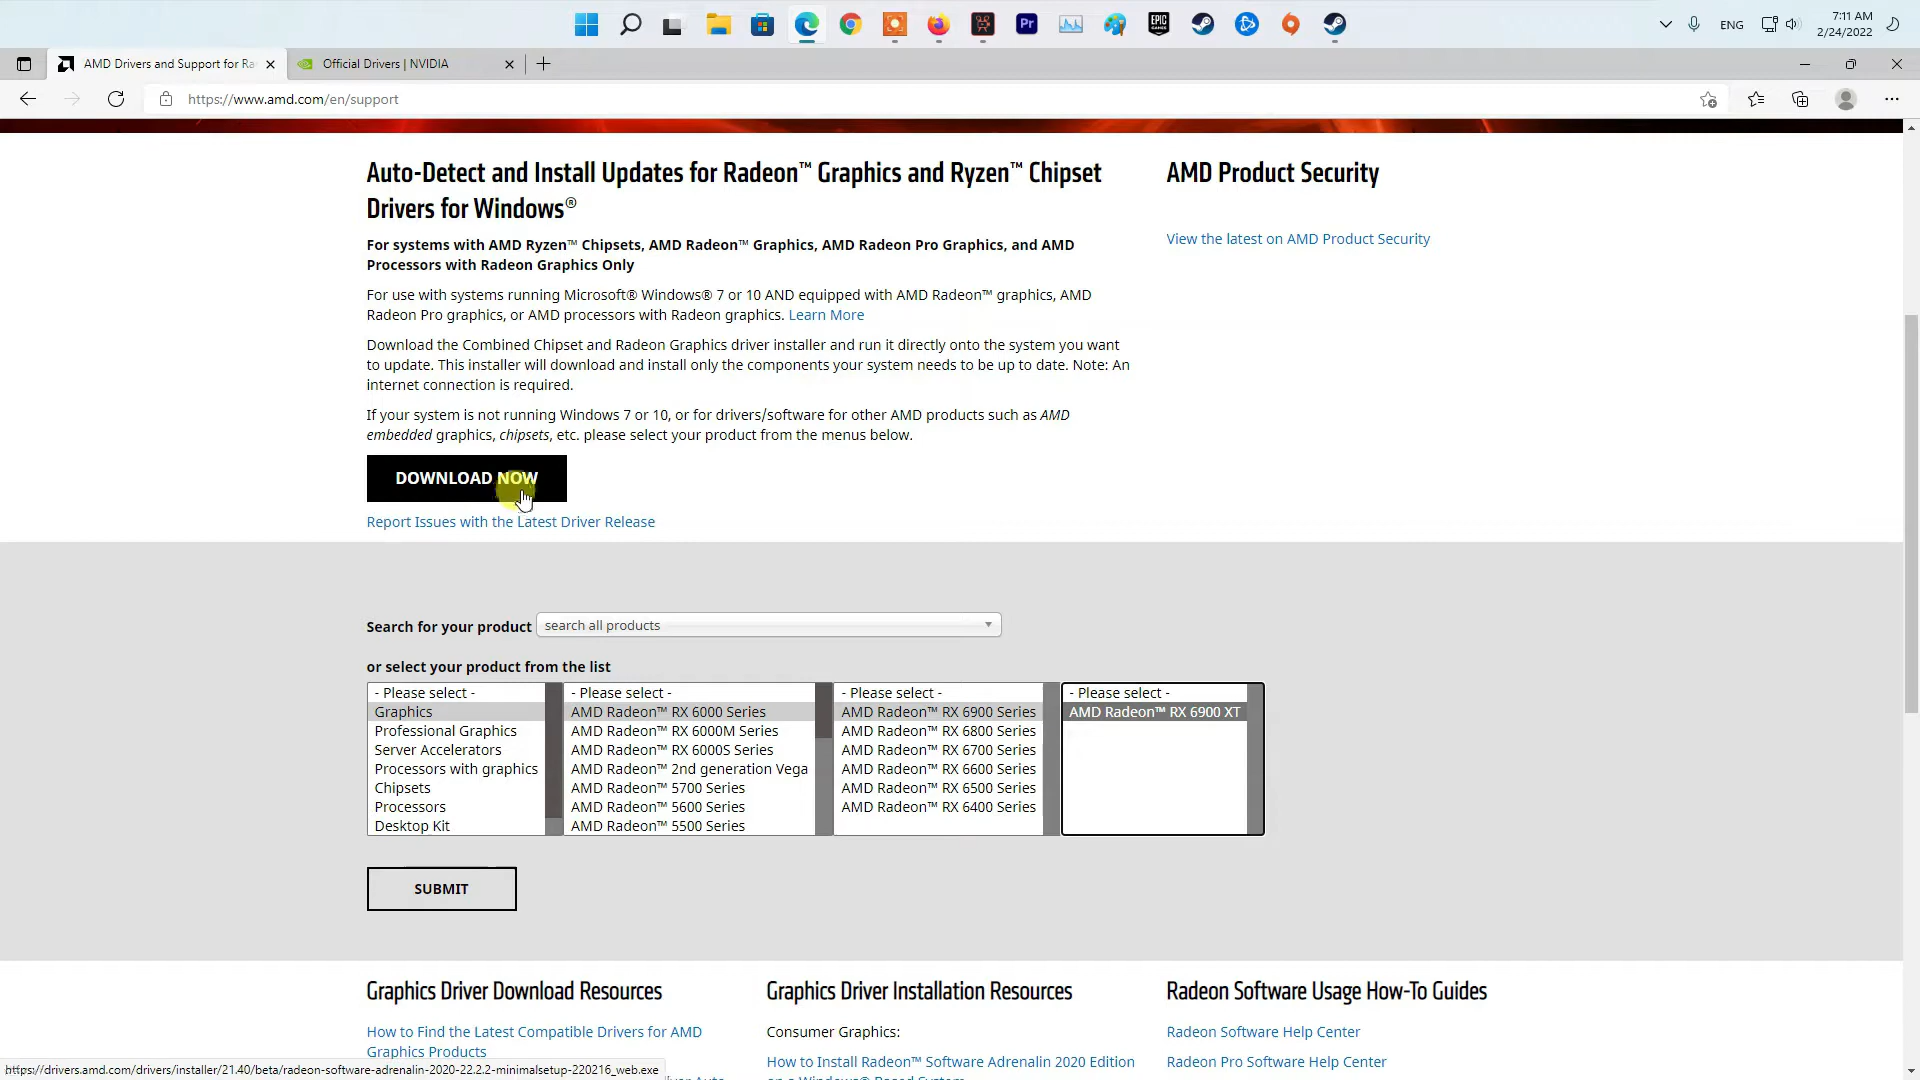 Pr
EPIC GAMES
ENG
7:11 AM
2/24/2022
AMD Drivers and Support for Ra
Official Drivers | NVIDIA
https://www.amd.com/en/support
Auto-Detect and Install Updates for Radeon™ Graphics and Ryzen™ Chipset
Drivers for Windows®
For systems with AMD Ryzen™ Chipsets, AMD Radeon™ Graphics, AMD Radeon Pro Graphics, and AMD
Processors with Radeon Graphics Only
For use with systems running Microsoft® Windows® 7 or 10 AND equipped with AMD Radeon™ graphics, AMD
Radeon Pro graphics, or AMD processors with Radeon graphics. Learn More
Download the Combined Chipset and Radeon Graphics driver installer and run it directly onto the system you want
to update. This installer will download and install only the components your system needs to be up to date. Note: An
internet connection is required.
If your system is not running Windows 7 or 10, or for drivers/software for other AMD products such as AMD
embedded graphics, chipsets, etc. please select your product from the menus below.
DOWNLOAD NOW
Report Issues with the Latest Driver Release
AMD Product Security
View the latest on AMD Product Security
Search for your product search all products
or select your product from the list
- Please select -
Graphics
Professional Graphics
Server Accelerators
Processors with graphics
Chipsets
Processors
Desktop Kit
- Please select -
AMD Radeon™ RX 6000 Series
AMD Radeon™ RX 6000M Series
AMD Radeon™ RX 6000S Series
AMD Radeon™ 2nd generation Vega
AMD Radeon™ 5700 Series
AMD Radeon™ 5600 Series
AMD Radeon™ 5500 Series
- Please select -
AMD Radeon™ RX 6900 Series
AMD Radeon™ RX 6800 Series
AMD Radeon™ RX 6700 Series
AMD Radeon™ RX 6600 Series
AMD Radeon™ RX 6500 Series
AMD Radeon™ RX 6400 Series
- Please select -
AMD Radeon™ RX 6900 XT
SUBMIT
Graphics Driver Download Resources
How to Find the Latest Compatible Drivers for AMD
Graphics Products
Graphics Driver Installation Resources
Consumer Graphics:
How to Install Radeon™ Software Adrenalin 2020 Edition
Radeon Software Usage How-To Guides
Radeon Software Help Center
Radeon Pro Software Help Center
https://drivers.amd.com/drivers/installer/21.40/beta/radeon-software-adrenalin-2020-22.2.2-minimalsetup-220216_web.exe